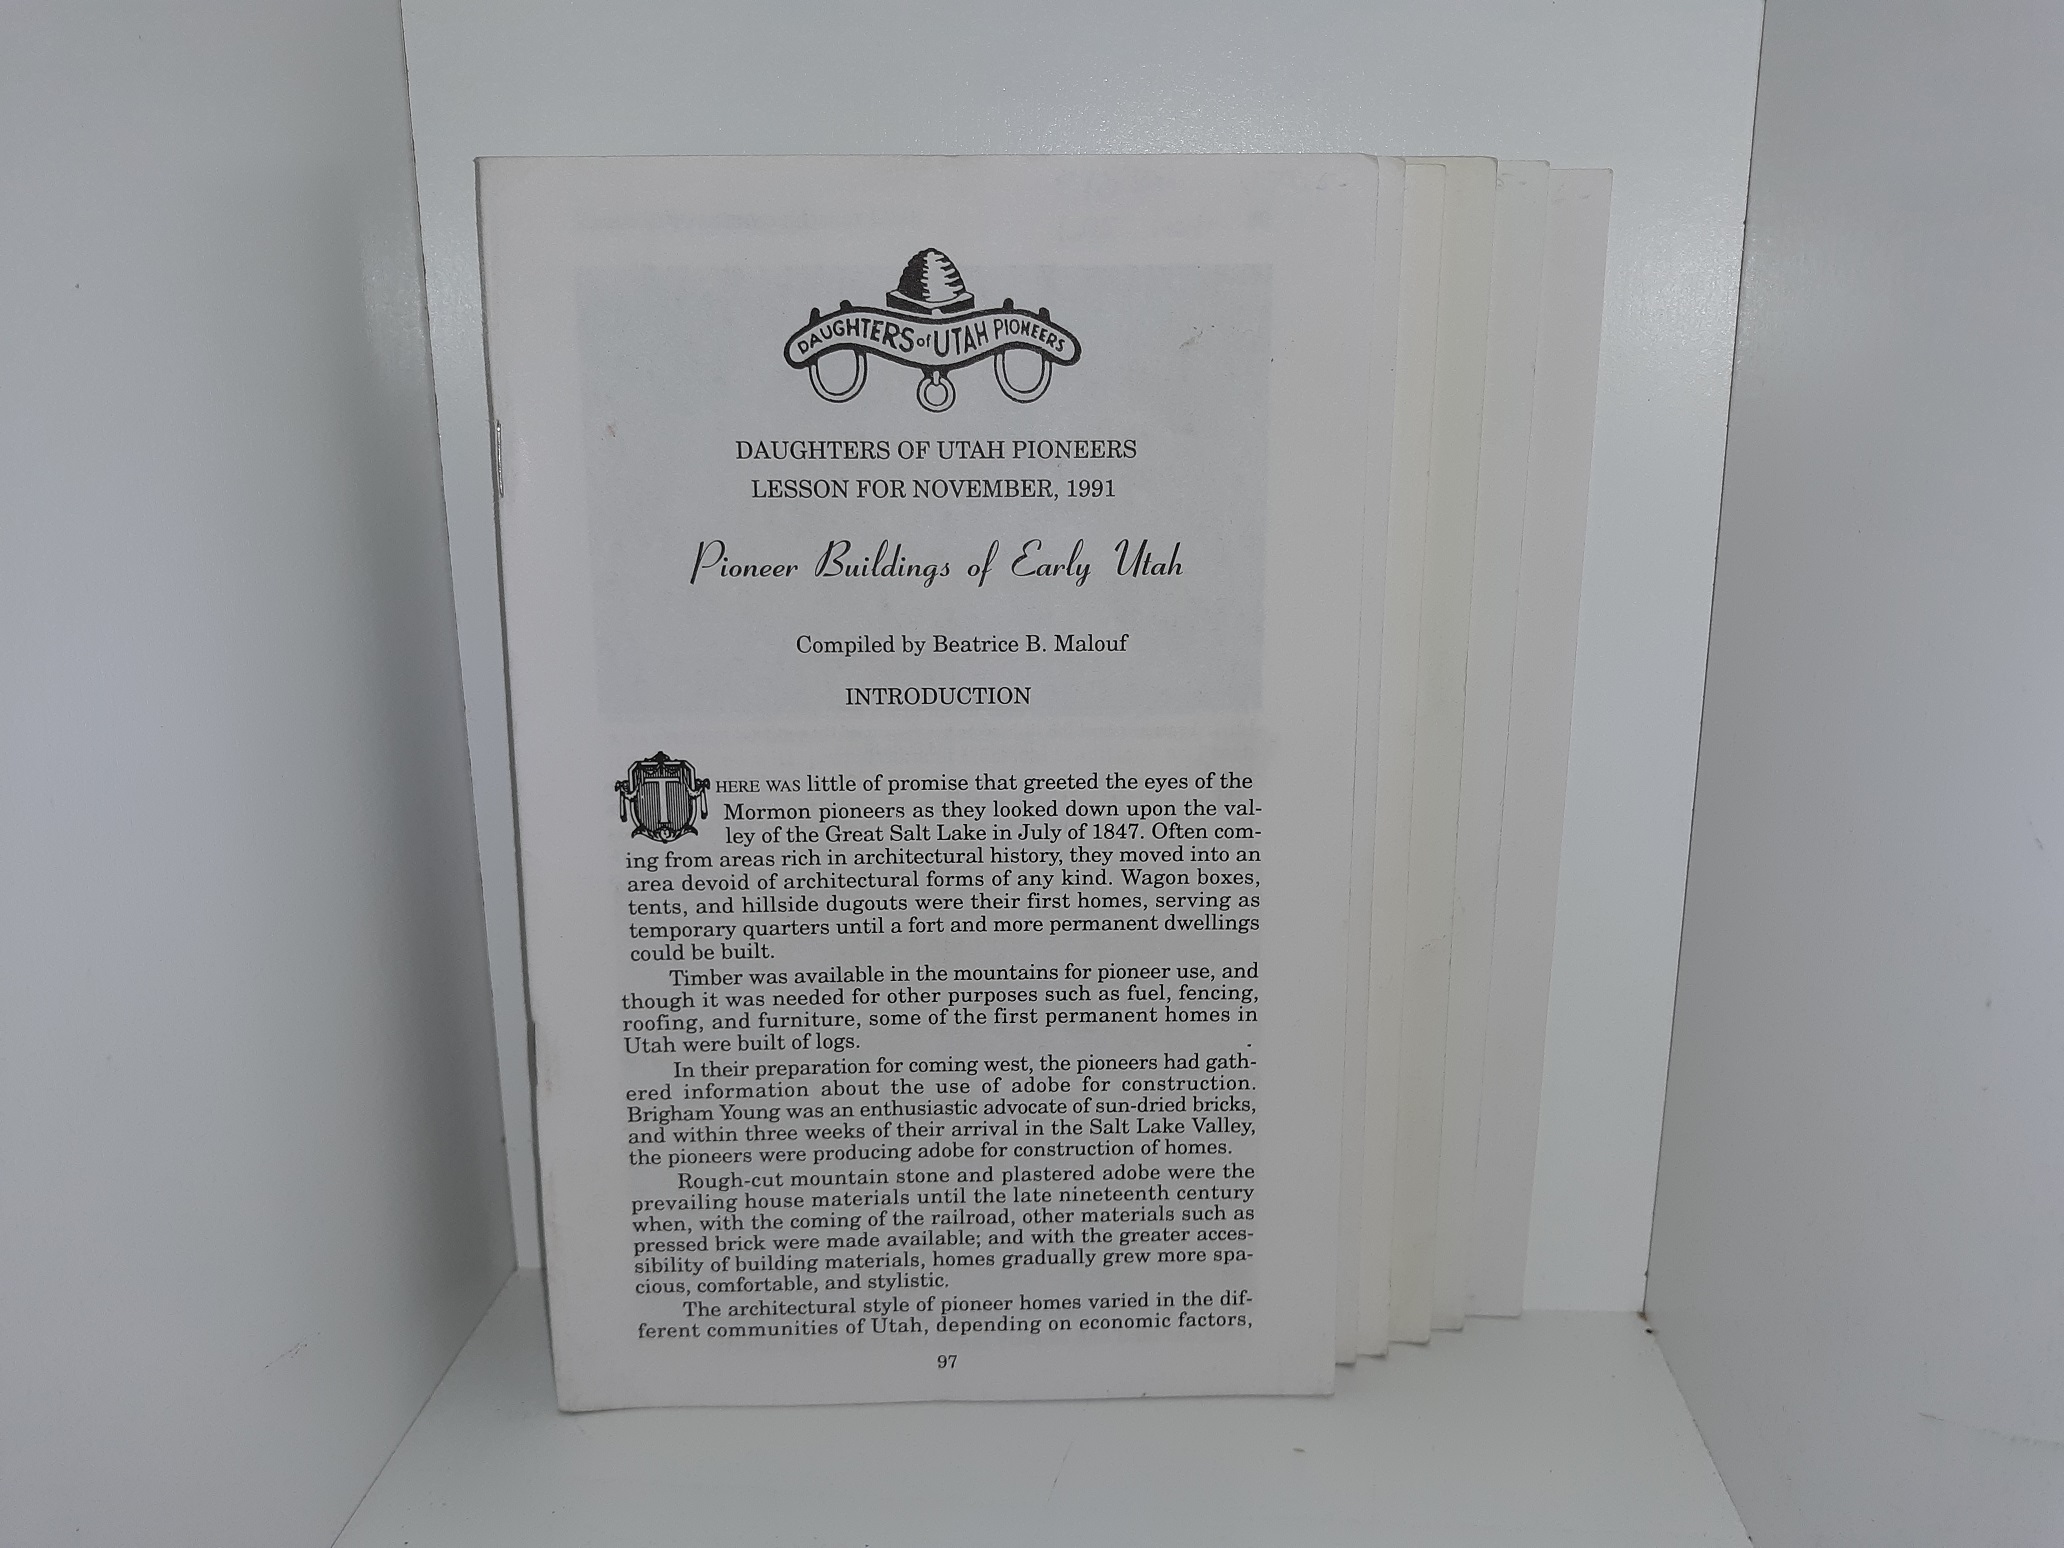 DAUGHTERS of UTAH PIONEERS
DAUGHTERS OF UTAH PIONEERS
LESSON FOR NOVEMBER, 1991
Pioneer Buildings of Early Utah
Compiled by Beatrice B. Malouf
INTRODUCTION
THERE WAS little of promise that greeted the eyes of the
Mormon pioneers as they looked down upon the val-
ley of the Great Salt Lake in July of 1847. Often com-
ing from areas rich in architectural history, they moved into an
area devoid of architectural forms of any kind. Wagon boxes,
tents, and hillside dugouts were their first homes, serving as
temporary quarters until a fort and more permanent dwellings
could be built.
Timber was available in the mountains for pioneer use, and
though it was needed for other purposes such as fuel, fencing,
roofing, and furniture, some of the first permanent homes in
Utah were built of logs.
In their preparation for coming west, the pioneers had gath-
ered information about the use of adobe for construction.
Brigham Young was an enthusiastic advocate of sun-dried bricks,
and within three weeks of their arrival in the Salt Lake Valley,
the pioneers were producing adobe for construction of homes.
Rough-cut mountain stone and plastered adobe were the
prevailing house materials until the late nineteenth century
when, with the coming of the railroad, other materials such as
pressed brick were made available; and with the greater acces-
sibility of building materials, homes gradually grew more spa-
cious, comfortable, and stylistic.
The architectural style of pioneer homes varied in the dif-
ferent communities of Utah, depending on economic factors,
97